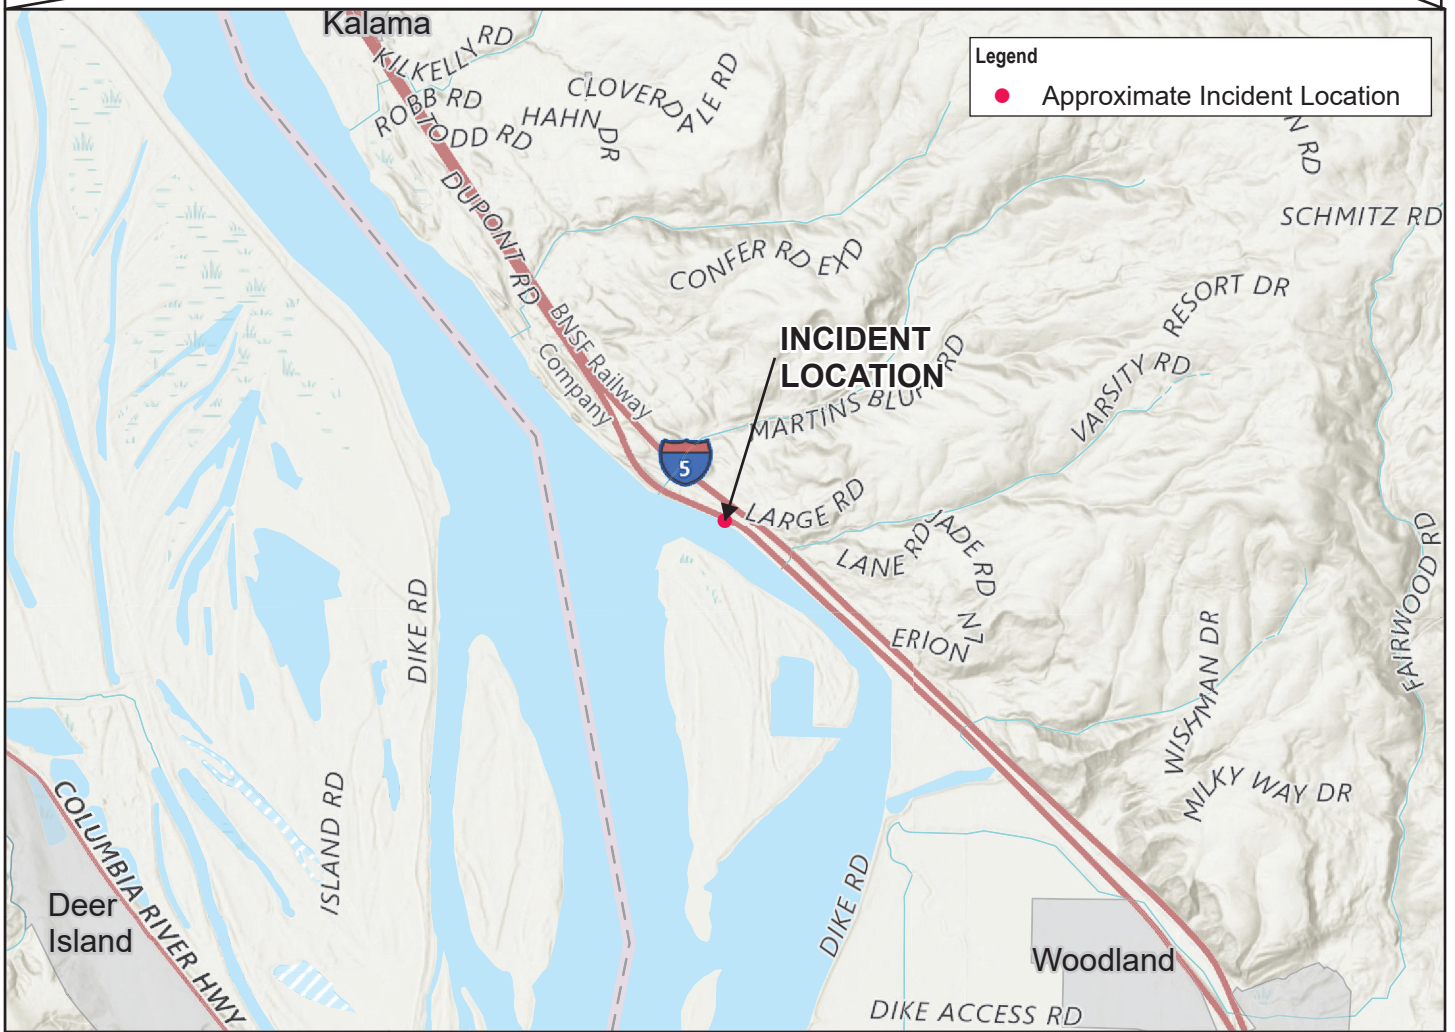 Kalama
KILKELLY RD
ROBB RD
TODD RD
CLOVERDALE RD
HAHN DR
Legend
Approximate Incident Location
N RD
SCHMITZ RD
DUPONT RD
CONFER RD EXD
RESORT DR
BNSF Railway
Company
INCIDENT
LOCATION
MARTINS BLUFF RD
VARSITY RD
5
LARGE RD
LANE RD
JADE RD
FAIRWOOD RD
DIKE RD
ERION LN
WISHMAN DR
MILKY WAY DR
COLUMBIA RIVER HWY
ISLAND RD
DIKE RD
Deer
Island
Woodland
DIKE ACCESS RD